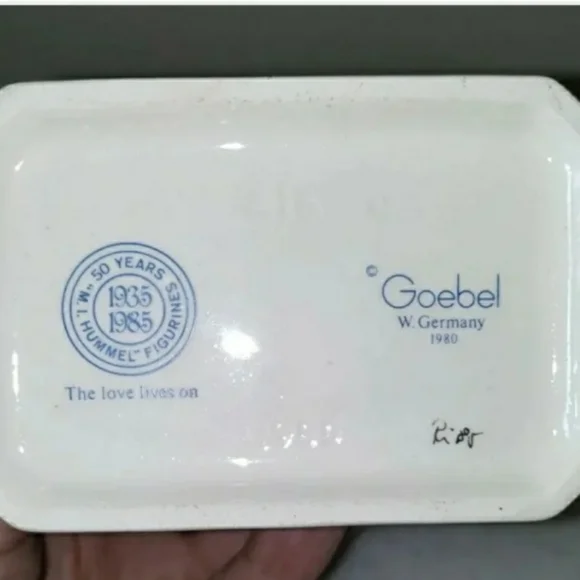 "M.I. HUMMEL" FIGURINES
50 YEARS
1935
1985
The love lives on
© Goebel
W. Germany
1980